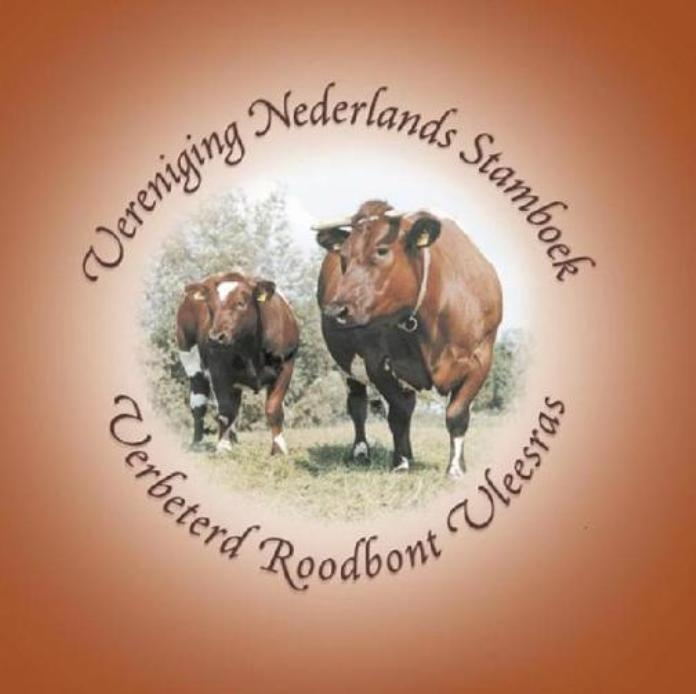 Vereniging Nederlands Stamboek
Verbeterd Roodbont Vleesras